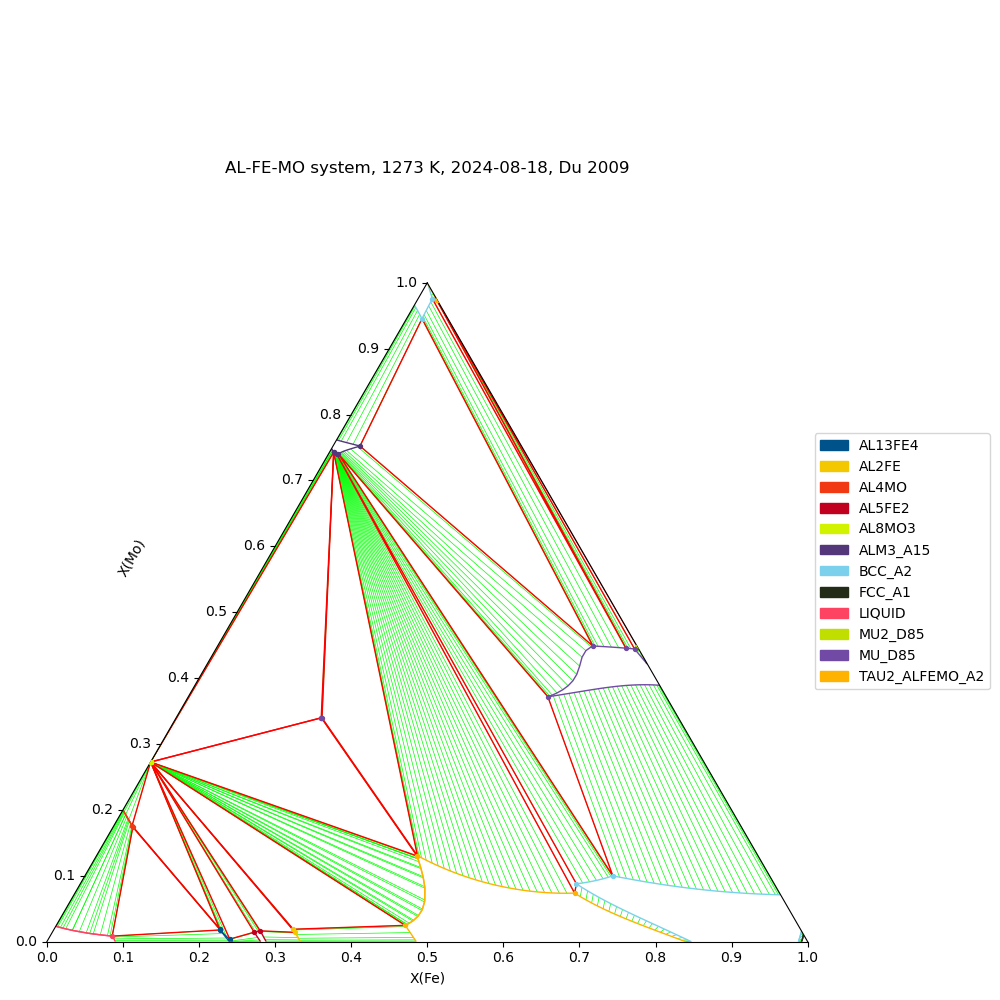 AL-FE-MO system, 1273 K, 2024-08-18, Du 2009
1.0
0.9
0.8
0.7
0.6
0.5
0.4
0.3
0.2
0.1
0.0
X(Mo)
0.0 0.1 0.2 0.3 0.4 0.5 0.6 0.7 0.8 0.9 1.0
X(Fe)
AL13FE4
AL2FE
AL4MO
AL5FE2
AL8MO3
ALM3_A15
BCC_A2
FCC_A1
LIQUID
MU2_D85
MU_D85
TAU2_ALFEMO_A2